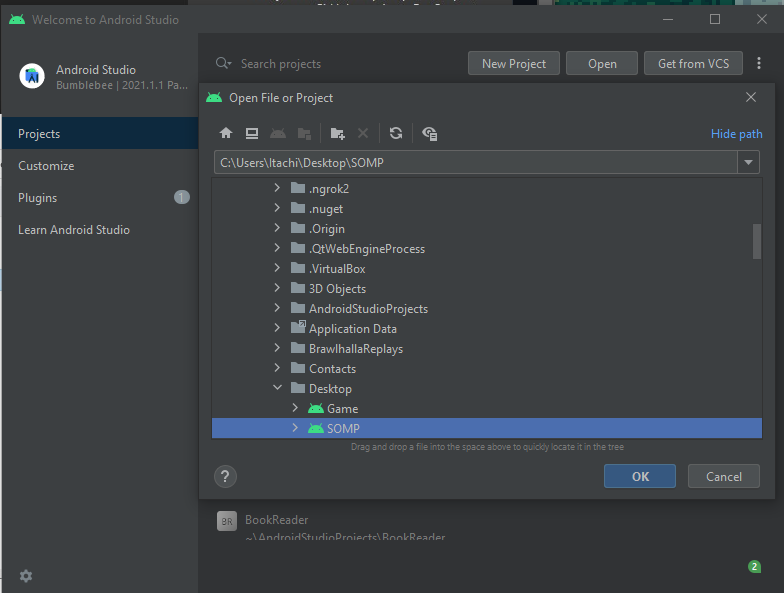 Welcome to Android Studio
Android Studio
Bumblebee | 2021.1.1 Pa...
Search projects
New Project
Open
Get from VCS
Projects
Customize
Plugins
1
Learn Android Studio
Open File or Project
Hide path
C:\Users\Itachi\Desktop\SOMP
.ngrok2
.nuget
.Origin
.QtWebEngineProcess
.VirtualBox
3D Objects
AndroidStudioProjects
Application Data
BrawlhallaReplays
Contacts
Desktop
Game
SOMP
Drag and drop a file into the space above to quickly locate it in the tree
?
OK
Cancel
BR
BookReader
~\AndroidStudioProjects\BookReader
2